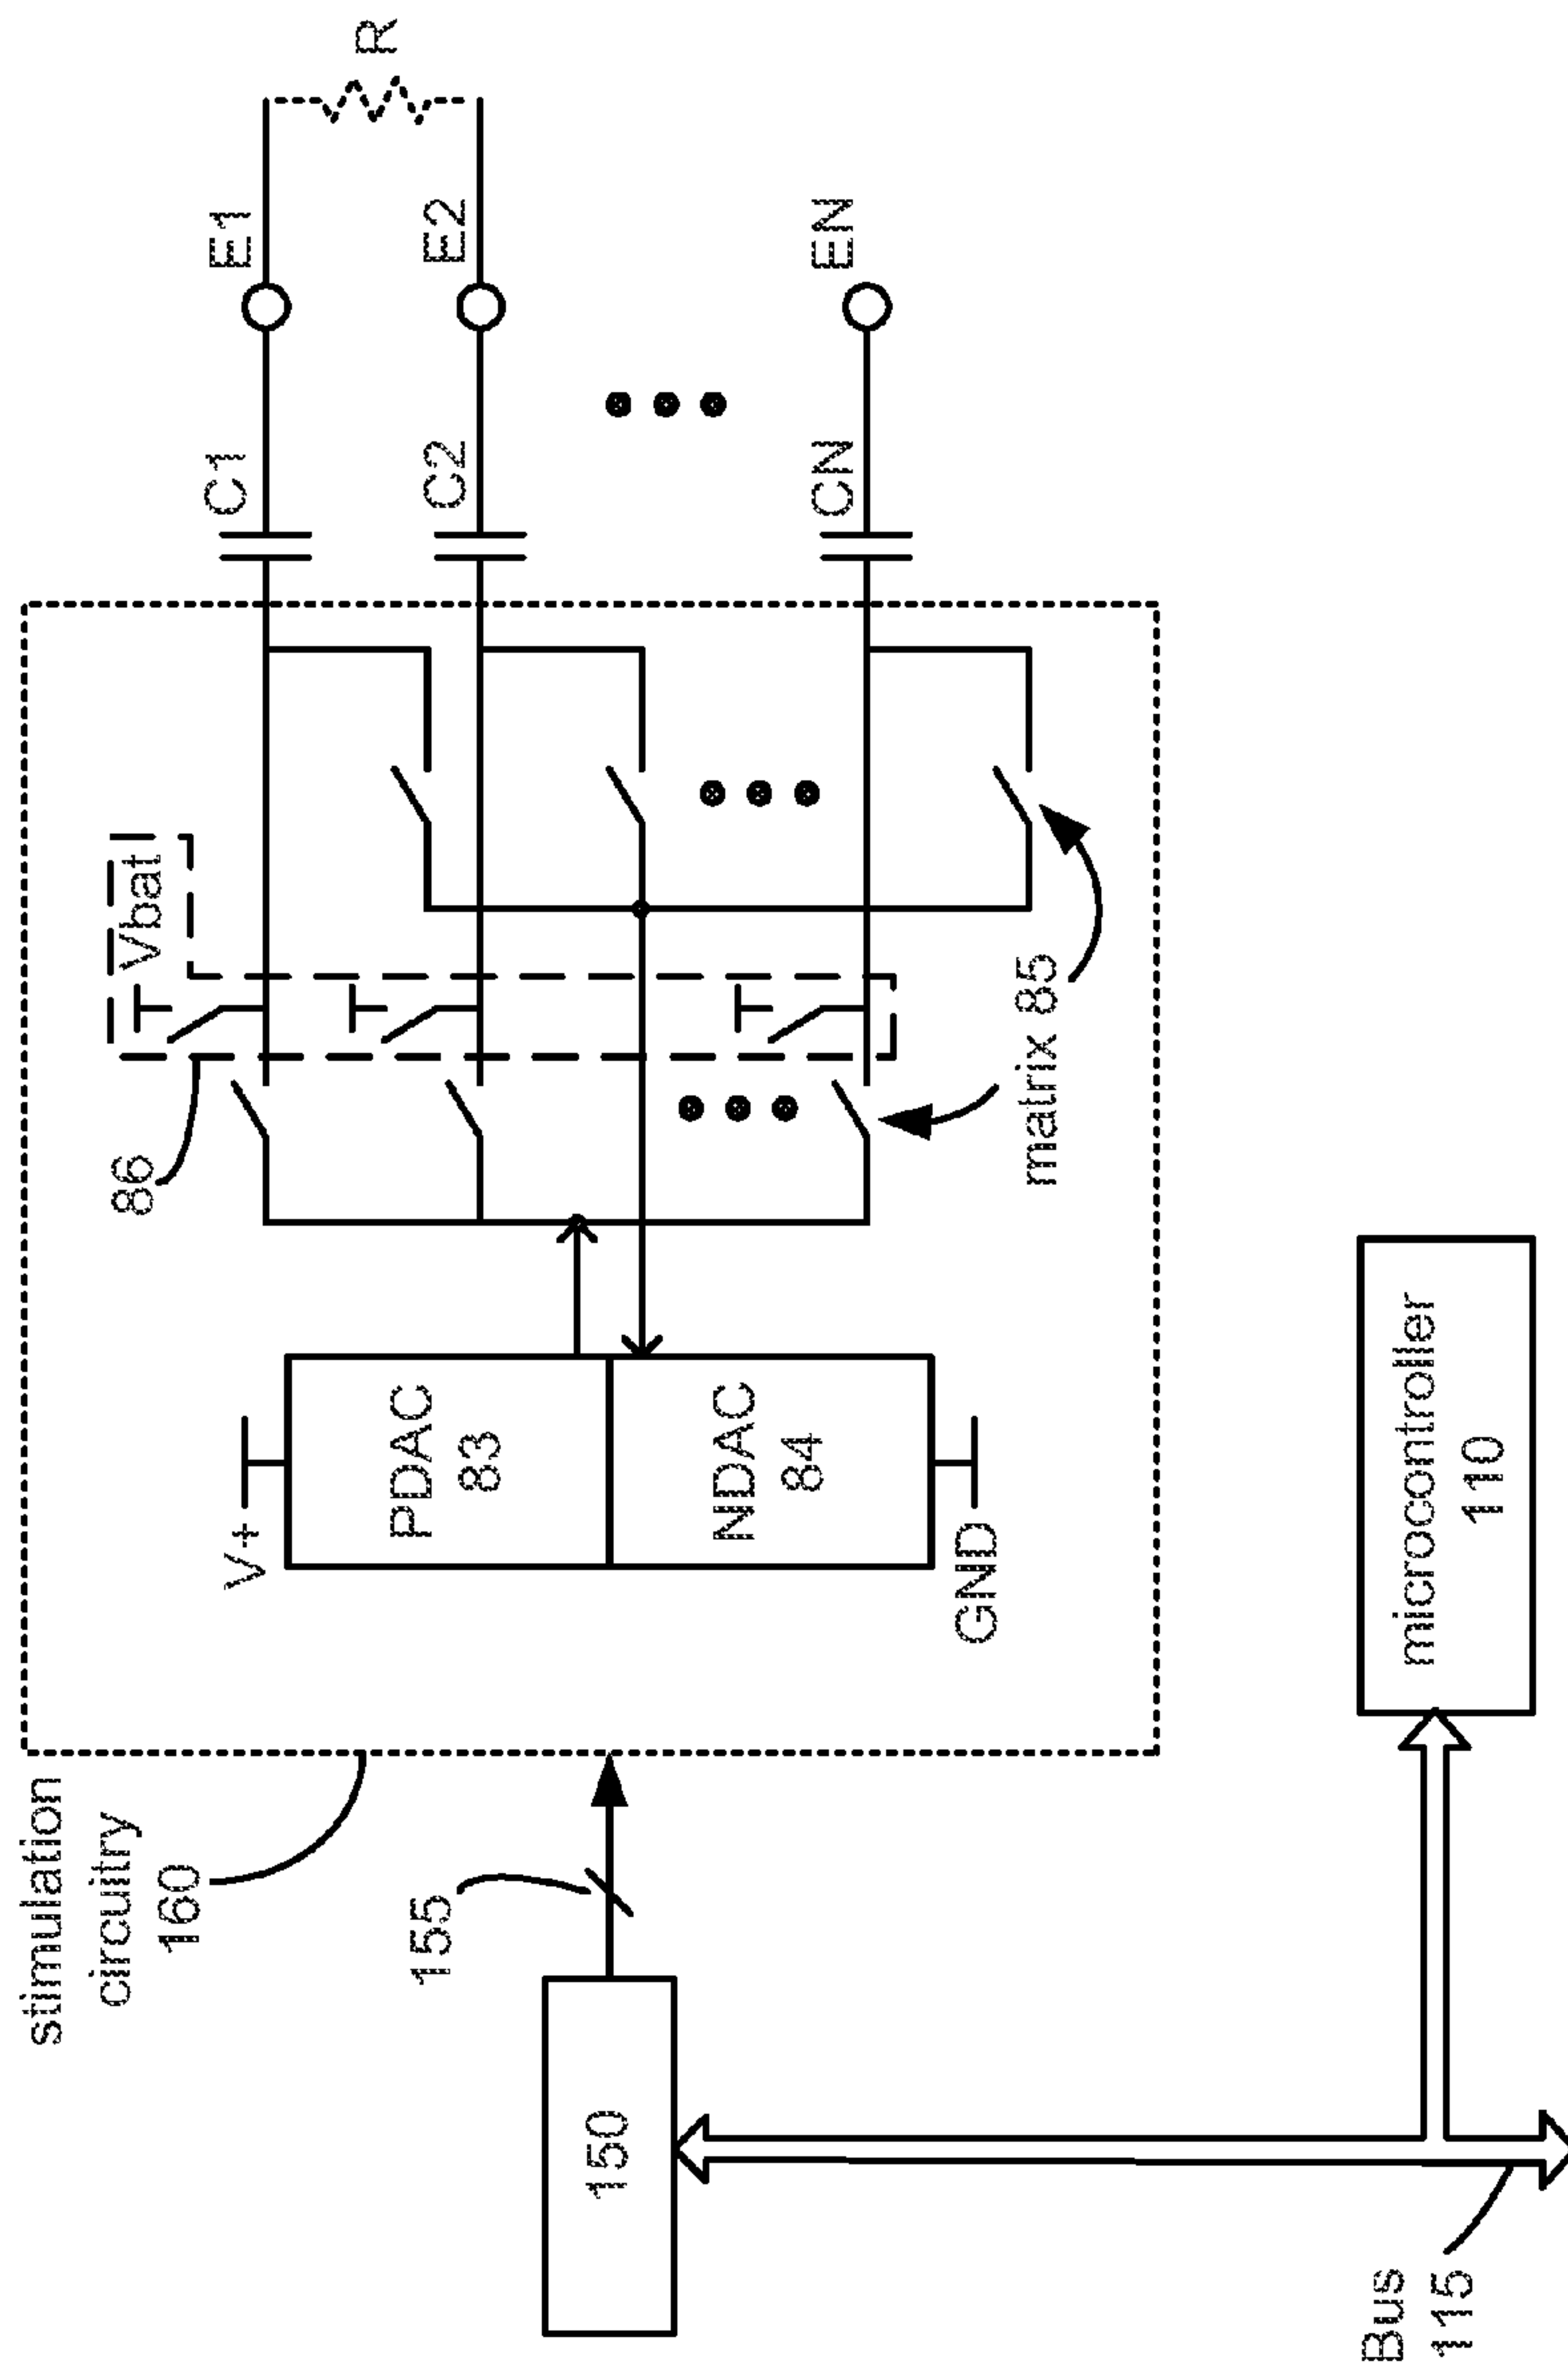 stimulation
circuitry
160
V+
PDAC
83
NDAC
84
GND
86
Vbat
matrix 85
C1
E1
C2
E2
CN
EN
R
155
150
microcontroller
110
Bus
115